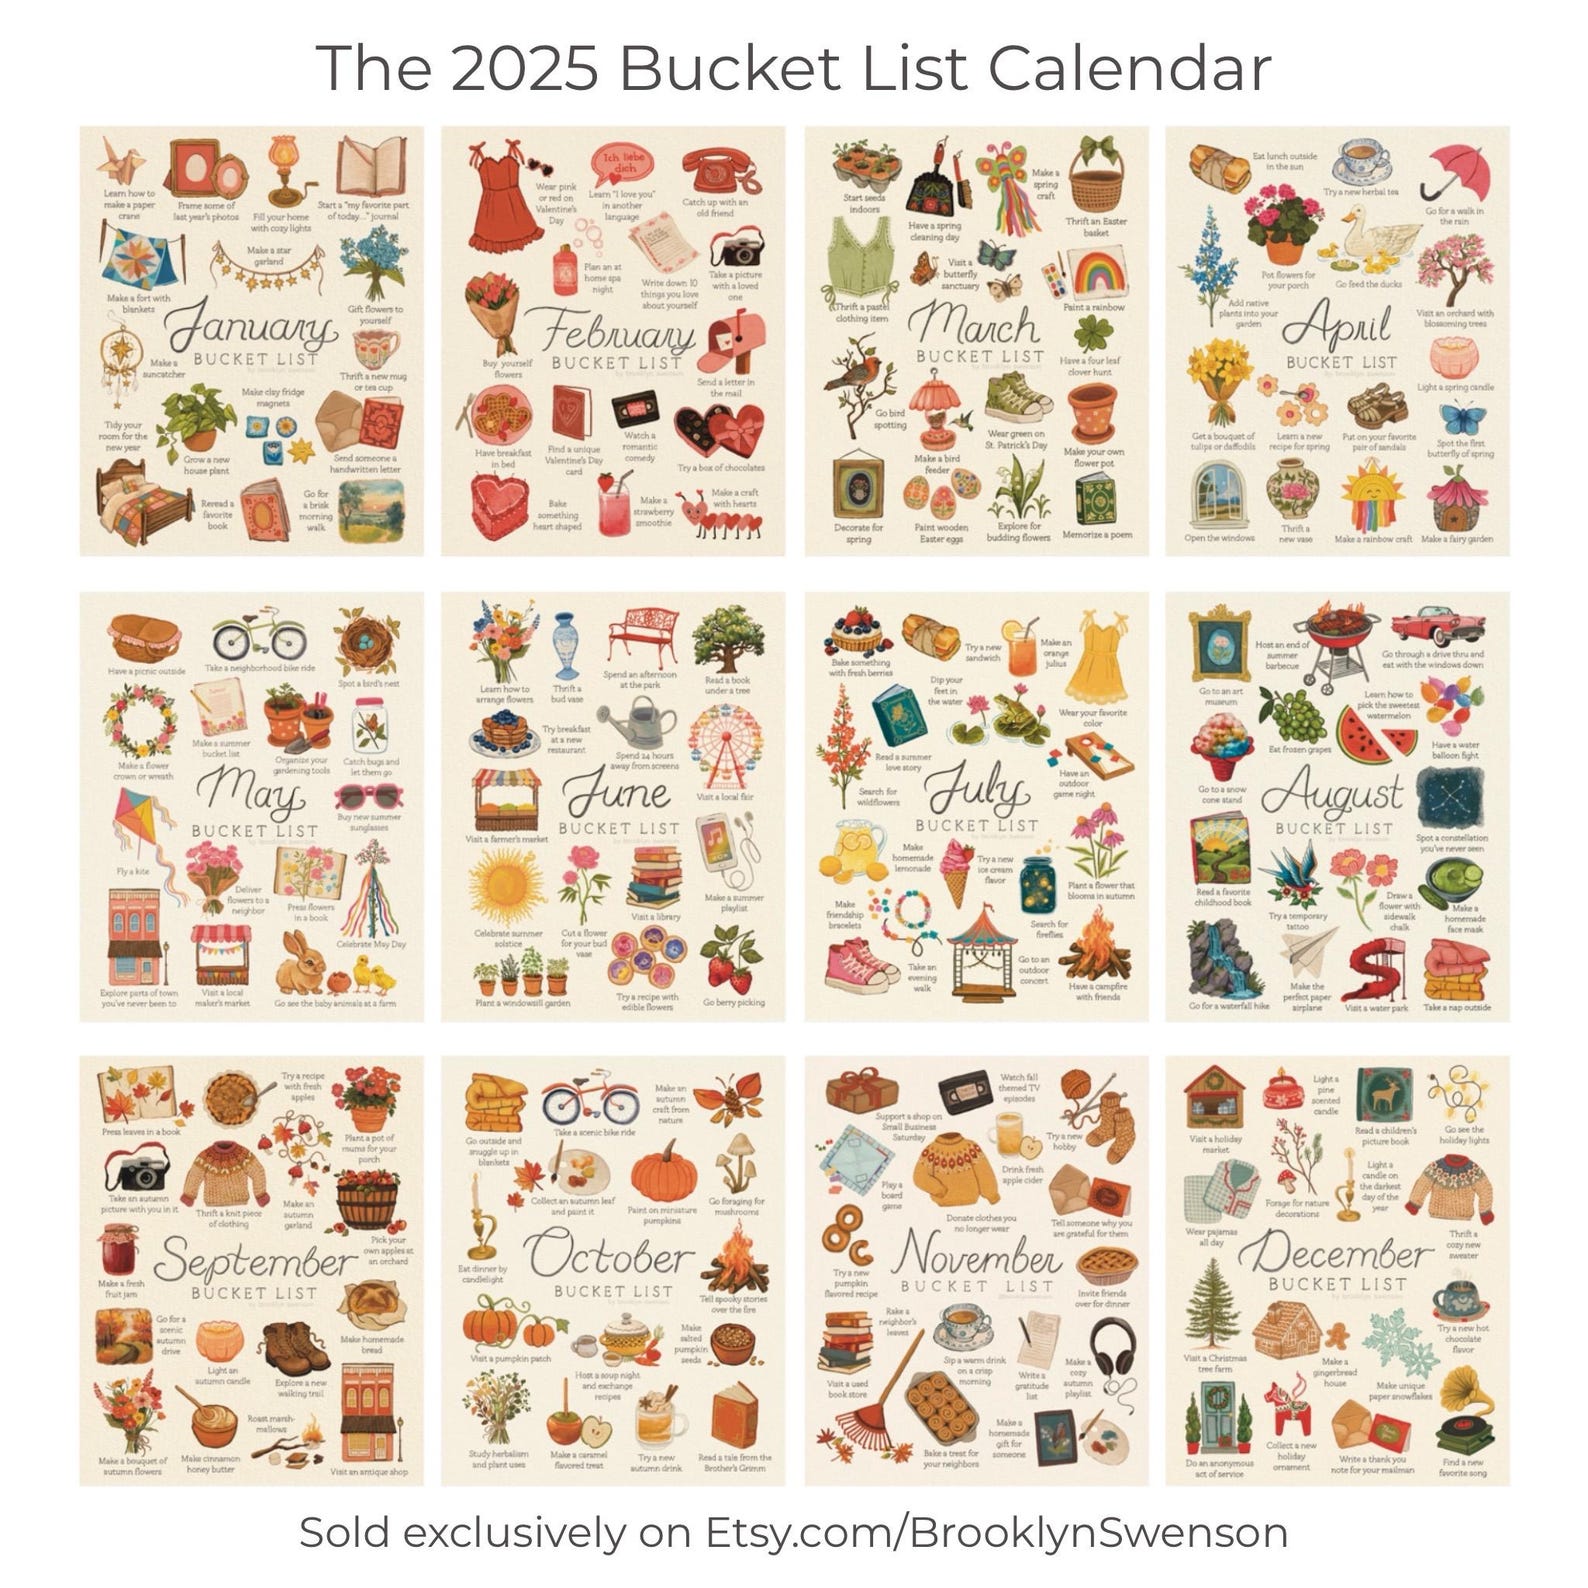 The 2025 Bucket List Calendar
Learn how to
make a paper
crane
Frame some of
last year's photos
Fill your home
with cozy lights
Start a "my favorite part
of today..." journal
Make a star
garland
Make a fort with
blankets
Gift flowers to
yourself
January
BUCKET LIST
Make a
suncatcher
Thrift a new mug
or tea cup
Make clay fridge
magnets
Tidy your
room for the
new year
Grow a new
house plant
Send someone a
handwritten letter
Reread a
favorite
book
Go for
a brisk
morning
walk
Ich liebe
dich
Wear pink
or red on
Valentine's
Day
Learn "I love you"
in another
language
Catch up with an
old friend
Plan an at
home spa
night
Write down 10
things you love
about yourself
Take a picture
with a loved
one
February
BUCKET LIST
by brooklyn swenson
Buy yourself
flowers
Send a letter in
the mail
Have breakfast
in bed
Find a unique
Valentine's Day
card
Watch a
romantic
comedy
Try a box of chocolates
Bake
something
heart shaped
Make a
strawberry
smoothie
Make a craft
with hearts
Start seeds
indoors
Have a spring
cleaning day
Make a
spring
craft
Thrift an Easter
basket
Visit a
butterfly
sanctuary
Thrift a pastel
clothing item
Paint a rainbow
March
BUCKET LIST
Have a four leaf
clover hunt
Go bird
spotting
Make a bird
feeder
Wear green on
St. Patrick's Day
Make your own
flower pot
Decorate for
spring
Paint wooden
Easter eggs
Explore for
budding flowers
Memorize a poem
Eat lunch outside
in the sun
Try a new herbal tea
Go for a walk in
the rain
Pot flowers for
your porch
Go feed the ducks
Add native
plants into your
garden
Visit an orchard with
blossoming trees
April
BUCKET LIST
Light a spring candle
Get a bouquet of
tulips or daffodils
Learn a new
recipe for spring
Put on your favorite
pair of sandals
Spot the first
butterfly of spring
Open the windows
Thrift a
new vase
Make a rainbow craft
Make a fairy garden
Have a picnic outside
Take a neighborhood bike ride
Spot a bird's nest
Make a flower
crown or wreath
Make a summer
bucket list
Organize your
gardening tools
Catch bugs and
let them go
May
BUCKET LIST
Buy new summer
sunglasses
Fly a kite
Deliver
flowers to a
neighbor
Press flowers
in a book
Celebrate May Day
Explore parts of town
you've never been to
Visit a local
maker's market
Go see the baby animals at a farm
Learn how to
arrange flowers
Thrift a
bud vase
Spend an afternoon
at the park
Read a book
under a tree
Try breakfast
at a new
restaurant
Spend 24 hours
away from screens
Visit a local fair
June
BUCKET LIST
Visit a farmer's market
Make a summer
playlist
Celebrate summer
solstice
Cut a flower
for your bud
vase
Visit a library
Plant a windowsill garden
Try a recipe with
edible flowers
Go berry picking
Bake something
with fresh berries
Try a new
sandwich
Make an
orange
julius
Dip your
feet in
the water
Wear your favorite
color
Read a summer
love story
Search for
wildflowers
Have an
outdoor
game night
July
BUCKET LIST
Make
homemade
lemonade
Try a new
ice cream
flavor
Plant a flower that
blooms in autumn
Make
friendship
bracelets
Search for
fireflies
Take an
evening
walk
Go to an
outdoor
concert
Have a campfire
with friends
Host an end of
summer
barbecue
Go through a drive thru and
eat with the windows down
Go to an art
museum
Learn how to
pick the sweetest
watermelon
Eat frozen grapes
Have a water
balloon fight
Go to a snow
cone stand
August
BUCKET LIST
Spot a constellation
you've never seen
Read a favorite
childhood book
Try a temporary
tattoo
Draw a
flower with
sidewalk
chalk
Make a
homemade
face mask
Go for a waterfall hike
Make the
perfect paper
airplane
Visit a water park
Take a nap outside
Press leaves in a book
Try a recipe
with fresh
apples
Plant a pot of
mums for your
porch
Take an autumn
picture with you in it
Thrift a knit piece
of clothing
Make an
autumn
garland
Pick your
own apples at
an orchard
September
BUCKET LIST
by brooklyn swenson
Make a fresh
fruit jam
Go for a
scenic
autumn
drive
Light an
autumn candle
Explore a new
walking trail
Make homemade
bread
Make a bouquet of
autumn flowers
Make cinnamon
honey butter
Roast marsh-
mallows
Visit an antique shop
Go outside and
snuggle up in
blankets
Take a scenic bike ride
Make an
autumn
craft from
nature
Collect an autumn leaf
and paint it
Paint on miniature
pumpkins
Go foraging for
mushrooms
October
BUCKET LIST
by brooklyn swenson
Eat dinner by
candlelight
Tell spooky stories
over the fire
Visit a pumpkin patch
Host a soup night
and exchange
recipes
Make
salted
pumpkin
seeds
Study herbalism
and plant uses
Make a caramel
flavored treat
Try a new
autumn drink
Read a tale from the
Brother's Grimm
Support a shop on
Small Business
Saturday
Watch fall
themed TV
episodes
Try a new
hobby
Play a
board
game
Drink fresh
apple cider
Donate clothes you
no longer wear
Tell someone why you
are grateful for them
November
BUCKET LIST
Try a new
pumpkin
flavored recipe
Invite friends
over for dinner
Rake a
neighbor's
leaves
Sip a warm drink
on a crisp
morning
Write a
gratitude
list
Make a
cozy
autumn
playlist
Visit a used
book store
Bake a treat for
your neighbors
Make a
homemade
gift for
someone
Visit a holiday
market
Light a
pine
scented
candle
Read a children's
picture book
Go see the
holiday lights
Wear pajamas
all day
Forage for nature
decorations
Light a
candle on
the darkest
day of the
year
Thrift a
cozy new
sweater
December
BUCKET LIST
by brooklyn swenson
Visit a Christmas
tree farm
Make a
gingerbread
house
Make unique
paper snowflakes
Try a new hot
chocolate
flavor
Do an anonymous
act of service
Collect a new
holiday
ornament
Write a thank you
note for your mailman
Find a new
favorite song
Sold exclusively on Etsy.com/BrooklynSwenson